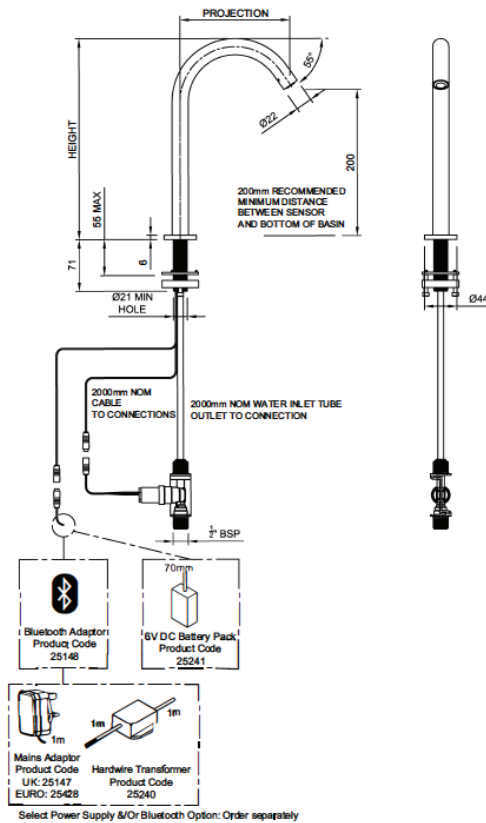 PROJECTION
55°
Ø22
HEIGHT
200
55 MAX
200mm RECOMMENDED
MINIMUM DISTANCE
BETWEEN SENSOR
AND BOTTOM OF BASIN
71
6
Ø21 MIN
HOLE
Ø44
2000mm NOM
CABLE
TO CONNECTIONS
2000mm NOM WATER INLET TUBE
OUTLET TO CONNECTION
½" BSP
70mm
Bluetooth Adaptor
Product Code
25148
6V DC Battery Pack
Product Code
25241
1m
1m
1m
Mains Adaptor
Product Code
UK: 25147
EURO: 25428
Hardwire Transformer
Product Code
25240
Select Power Supply &/Or Bluetooth Option: Order separately